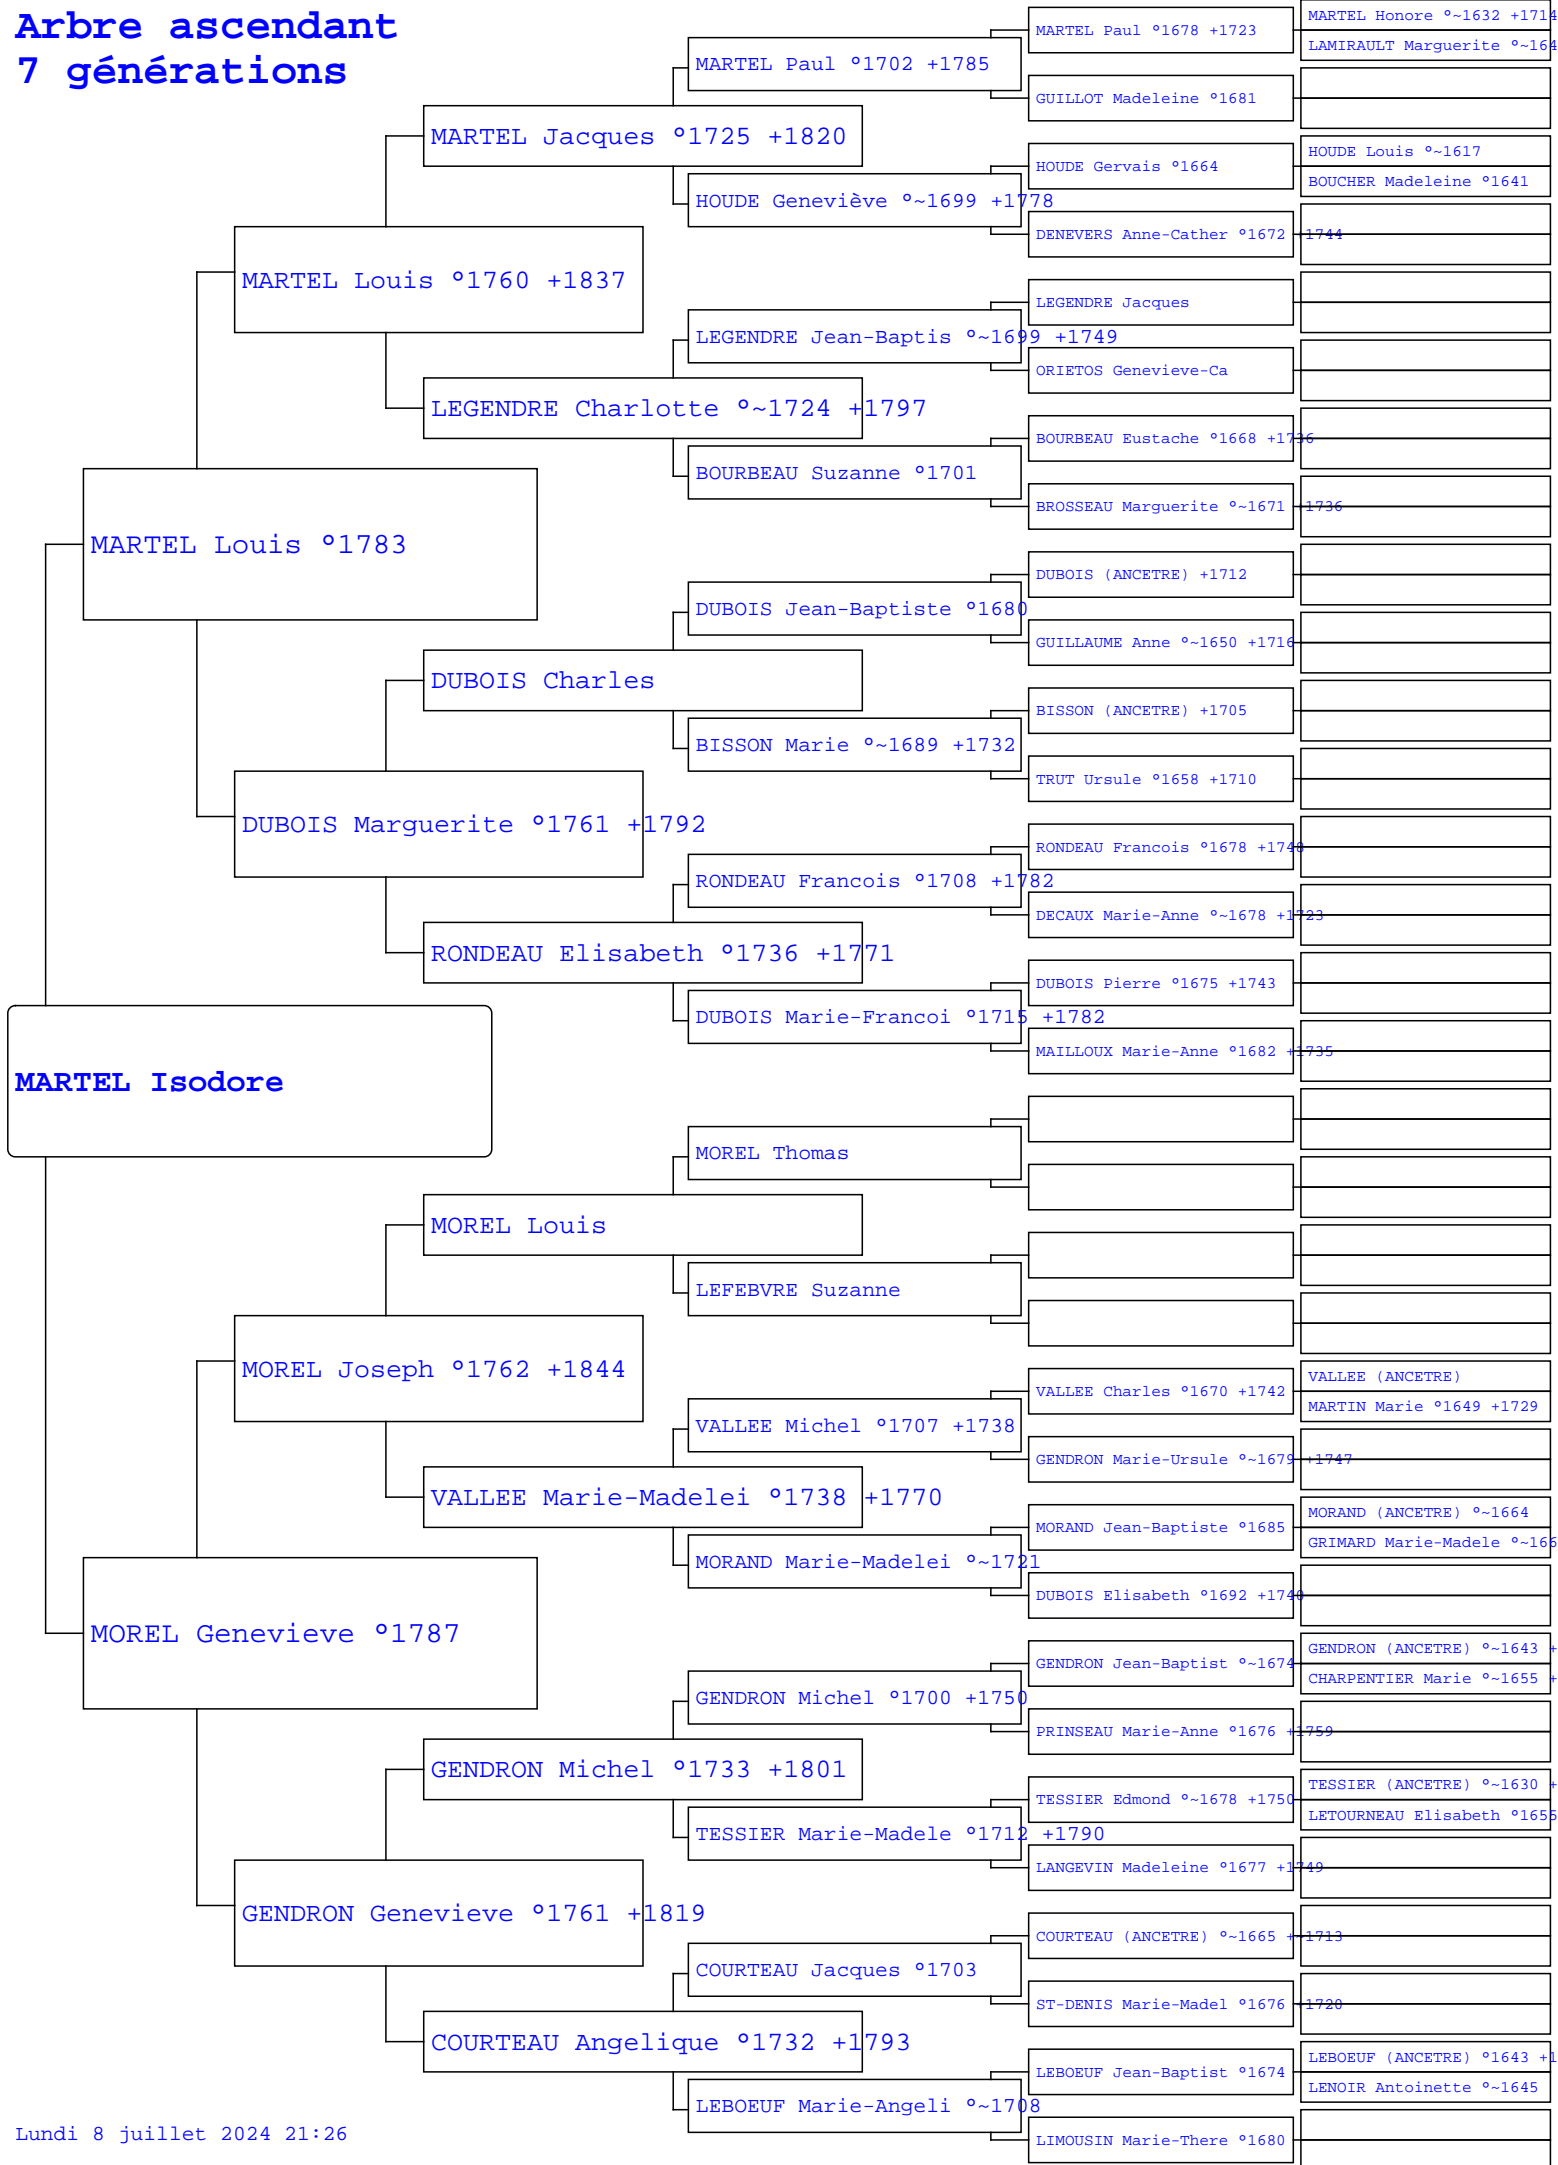 Arbre ascendant
7 générations
MARTEL Honore °~1632 +1714
MARTEL Paul °1678 +1723
LAMIRAULT Marguerite °~164
MARTEL Paul °1702 +1785
GUILLOT Madeleine °1681
MARTEL Jacques °1725 +1820
HOUDE Louis °~1617
HOUDE Gervais °1664
BOUCHER Madeleine °1641
HOUDE Geneviève °~1699 +1778
DENEVERS Anne-Cather °1672 +1744
MARTEL Louis °1760 +1837
LEGENDRE Jacques
LEGENDRE Jean-Baptis °~1699 +1749
ORIETOS Genevieve-Ca
LEGENDRE Charlotte °~1724 +1797
BOURBEAU Eustache °1668 +1736
BOURBEAU Suzanne °1701
BROSSEAU Marguerite °~1671 +1736
MARTEL Louis °1783
DUBOIS (ANCETRE) +1712
DUBOIS Jean-Baptiste °1680
GUILLAUME Anne °~1650 +1716
DUBOIS Charles
BISSON (ANCETRE) +1705
BISSON Marie °~1689 +1732
TRUT Ursule °1658 +1710
DUBOIS Marguerite °1761 +1792
RONDEAU Francois °1678 +1748
RONDEAU Francois °1708 +1782
DECAUX Marie-Anne °~1678 +1723
RONDEAU Elisabeth °1736 +1771
DUBOIS Pierre °1675 +1743
DUBOIS Marie-Francoi °1715 +1782
MAILLOUX Marie-Anne °1682 +1735
MARTEL Isodore
MOREL Thomas
MOREL Louis
LEFEBVRE Suzanne
MOREL Joseph °1762 +1844
VALLEE (ANCETRE)
VALLEE Charles °1670 +1742
MARTIN Marie °1649 +1729
VALLEE Michel °1707 +1738
GENDRON Marie-Ursule °~1679 +1747
VALLEE Marie-Madelei °1738 +1770
MORAND (ANCETRE) °~1664
MORAND Jean-Baptiste °1685
GRIMARD Marie-Madele °~166
MORAND Marie-Madelei °~1721
DUBOIS Elisabeth °1692 +1740
MOREL Genevieve °1787
GENDRON (ANCETRE) °~1643 +
GENDRON Jean-Baptist °~1674
CHARPENTIER Marie °~1655 +
GENDRON Michel °1700 +1750
PRINSEAU Marie-Anne °1676 +1759
GENDRON Michel °1733 +1801
TESSIER (ANCETRE) °~1630 +
TESSIER Edmond °~1678 +1750
LETOURNEAU Elisabeth °1655
TESSIER Marie-Madele °1712 +1790
LANGEVIN Madeleine °1677 +1749
GENDRON Genevieve °1761 +1819
COURTEAU (ANCETRE) °~1665 +~1713
COURTEAU Jacques °1703
ST-DENIS Marie-Madel °1676 +1720
COURTEAU Angelique °1732 +1793
LEBOEUF (ANCETRE) °1643 +1
LEBOEUF Jean-Baptist °1674
LENOIR Antoinette °~1645
LEBOEUF Marie-Angeli °~1708
LIMOUSIN Marie-There °1680
Lundi 8 juillet 2024 21:26